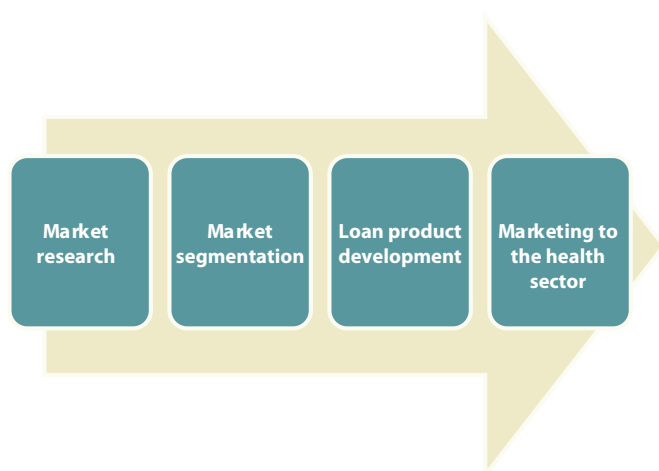 Market
research
Market
segmentation
Loan product
development
Marketing to
the health
sector